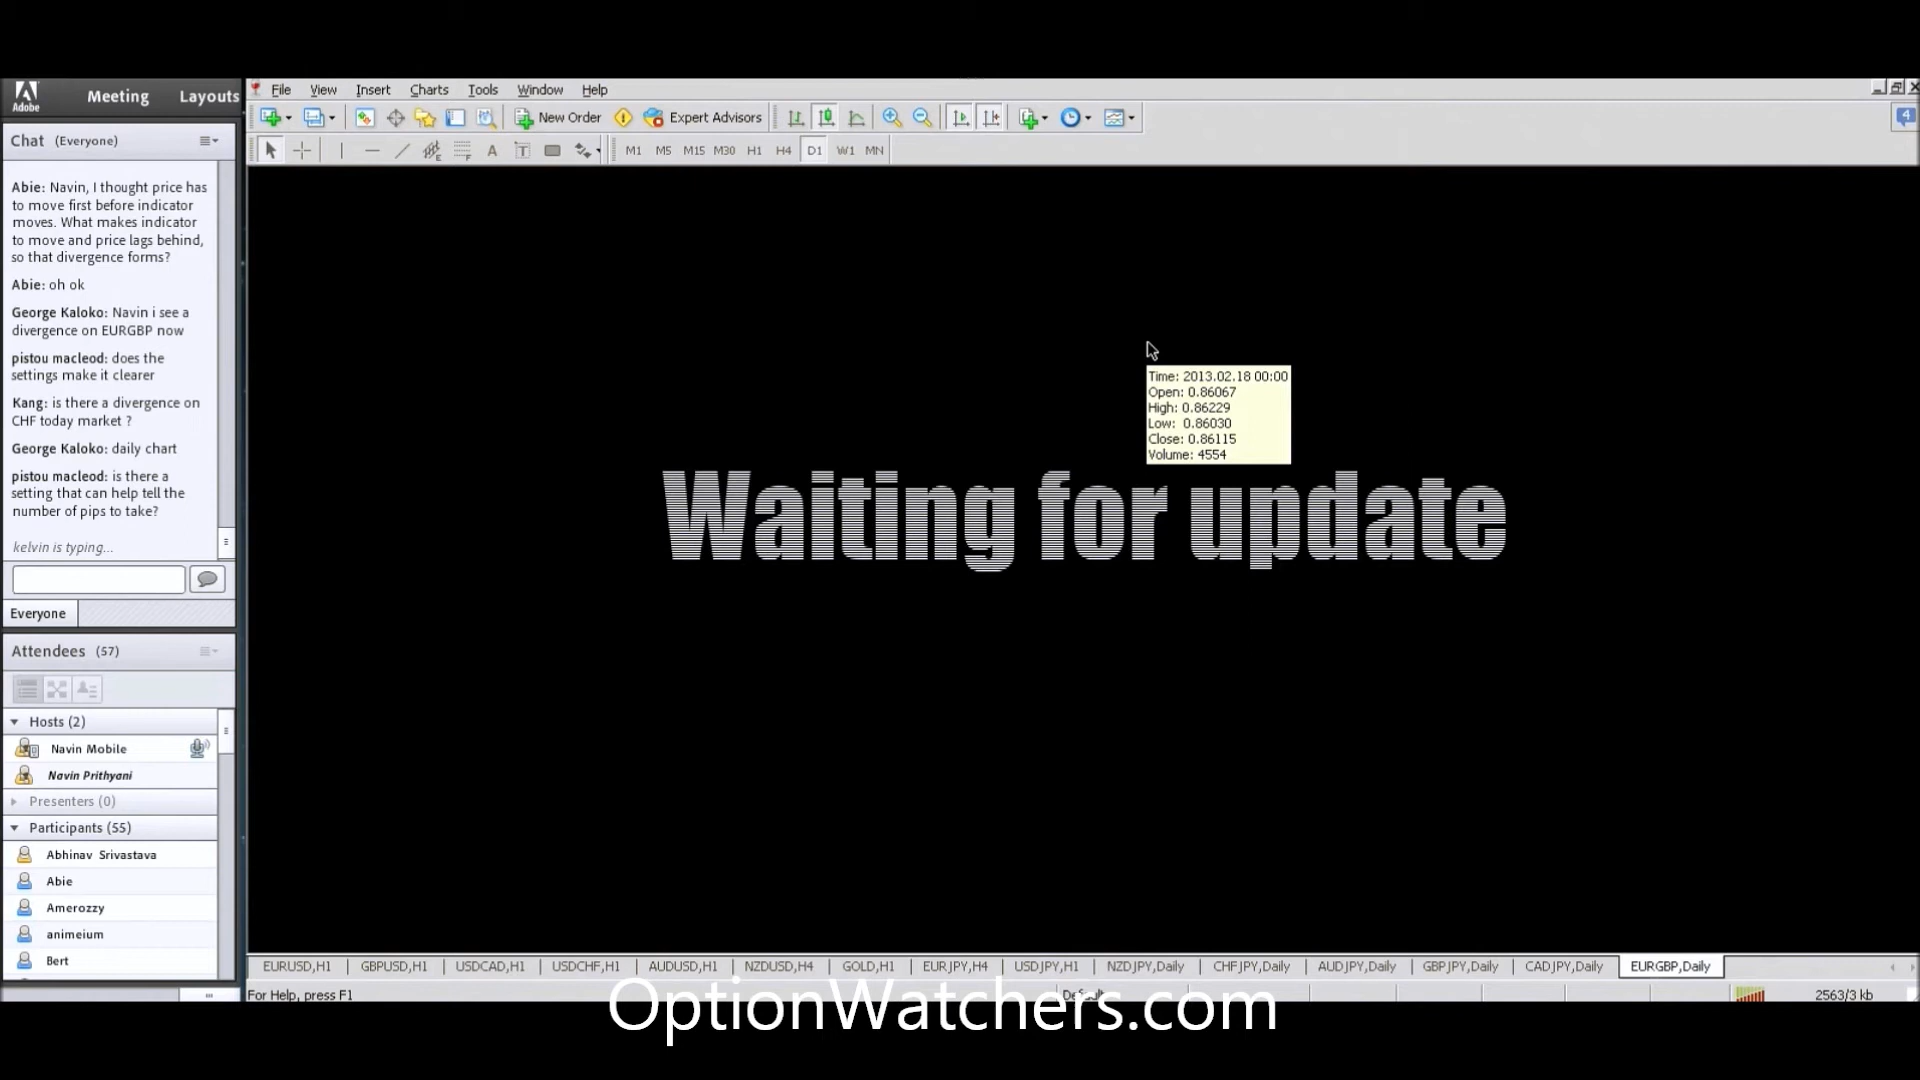 Adobe
Meeting
Layouts
File View Insert Charts Tools Window Help
New Order
Expert Advisors
4
M1 M5 M15 M30 H1 H4 D1 W1 MN
Chat (Everyone)
Abie: Navin, I thought price has
to move first before indicator
moves. What makes indicator
to move and price lags behind,
so that divergence forms?
Abie: oh ok
George Kaloko: Navin i see a
divergence on EURGBP now
pistou macleod: does the
settings make it clearer
Kang: is there a divergence on
CHF today market ?
George Kaloko: daily chart
pistou macleod: is there a
setting that can help tell the
number of pips to take?
kelvin is typing...
Everyone
Attendees (57)
Hosts (2)
Navin Mobile
Navin Prithyani
Presenters (0)
Participants (55)
Abhinav Srivastava
Abie
Amerozzy
animeium
Bert
Time: 2013.02.18 00:00
Open: 0.86067
High: 0.86229
Low: 0.86030
Close: 0.86115
Volume: 4554
Waiting for update
EURUSD,H1 GBPUSD,H1 USDCAD,H1 USDCHF,H1 AUDUSD,H1 NZDUSD,H4 GOLD,H1 EURJPY,H4 USDJPY,H1 NZDJPY,Daily CHFJPY,Daily AUDJPY,Daily GBPJPY,Daily CADJPY,Daily EURGBP,Daily
For Help, press F1
Default
2563/3 kb
OptionWatchers.com